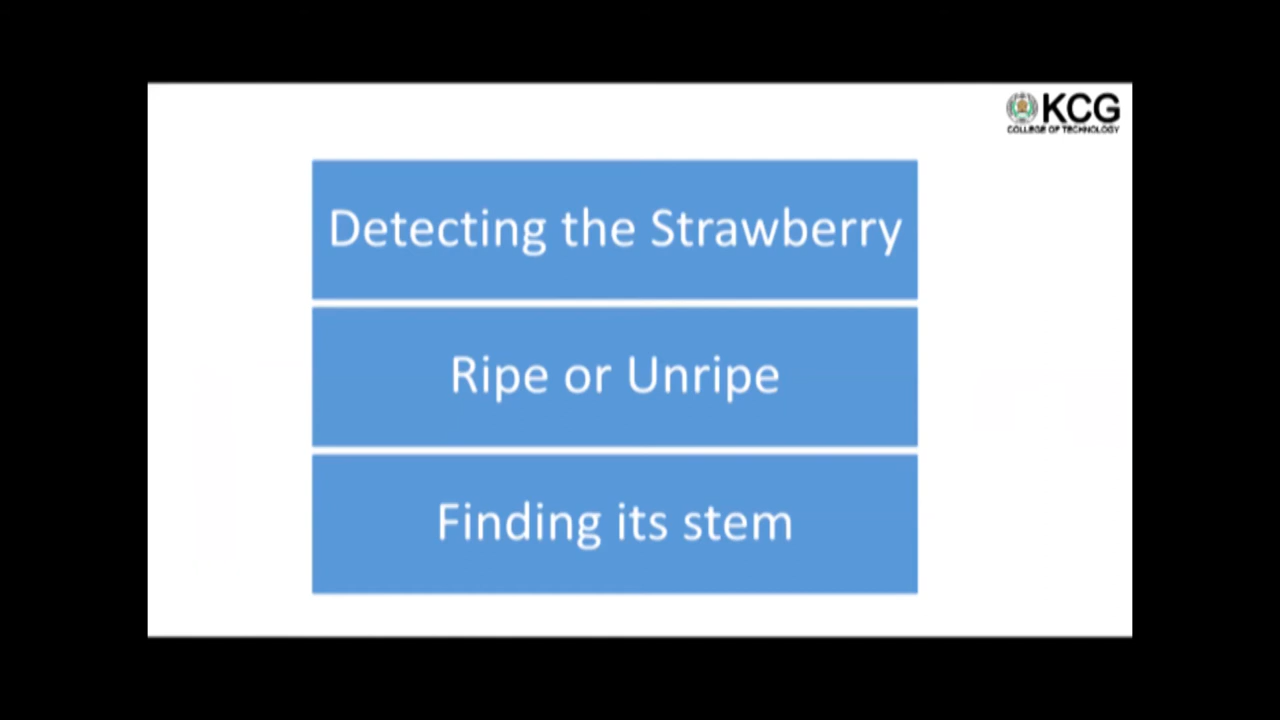 KCG
COLLEGE OF TECHNOLOGY
Detecting the Strawberry
Ripe or Unripe
Finding its stem